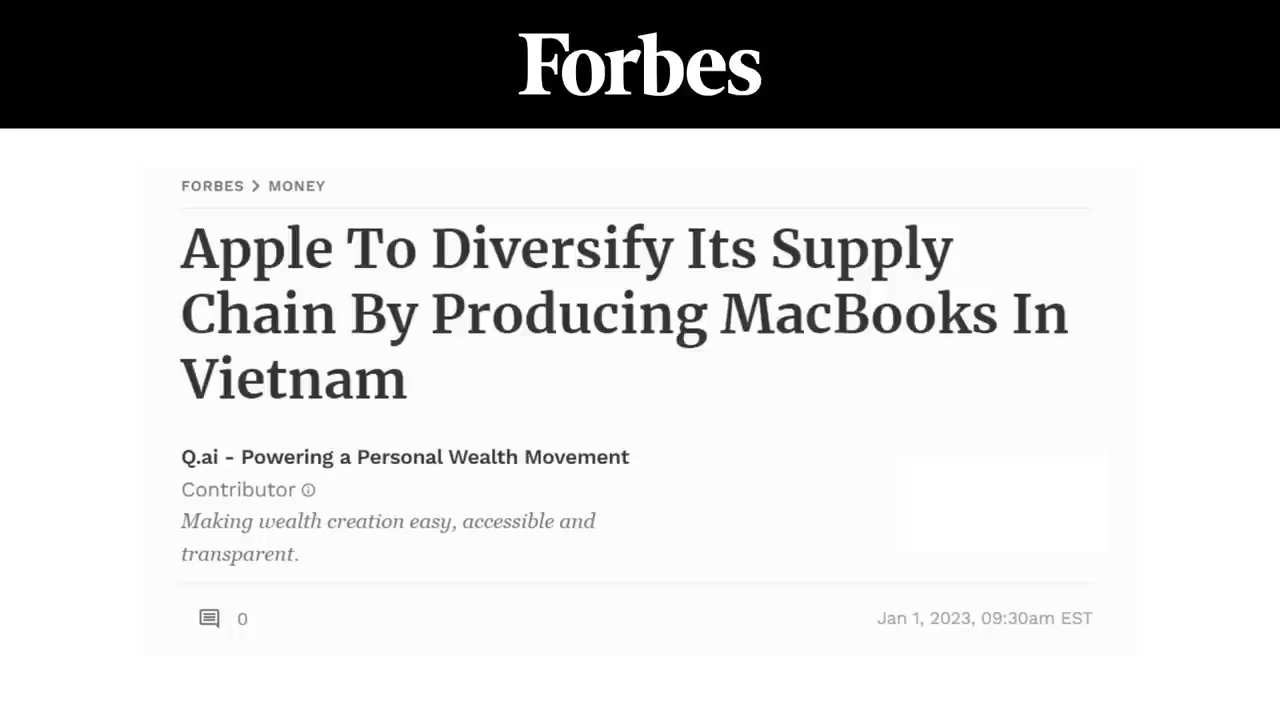 Forbes
FORBES > MONEY
Apple To Diversify Its Supply
Chain By Producing MacBooks In
Vietnam
Q.ai - Powering a Personal Wealth Movement
Contributor
Making wealth creation easy, accessible and
transparent.
0
Jan 1, 2023, 09:30am EST